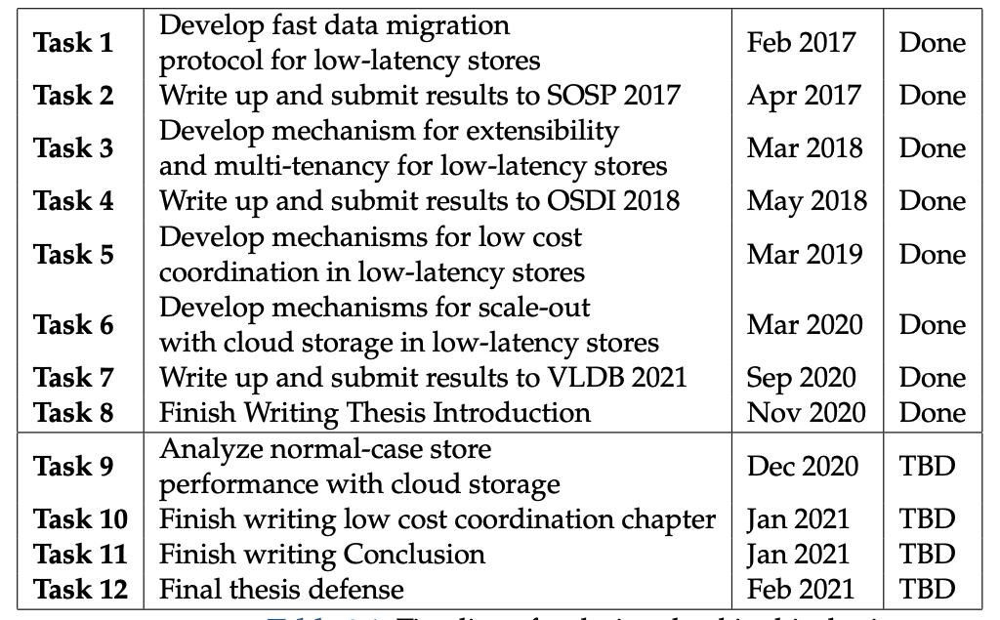 Task 1 Develop fast data migration protocol for low-latency stores Feb 2017 Done
Task 2 Write up and submit results to SOSP 2017 Apr 2017 Done
Task 3 Develop mechanism for extensibility and multi-tenancy for low-latency stores Mar 2018 Done
Task 4 Write up and submit results to OSDI 2018 May 2018 Done
Task 5 Develop mechanisms for low cost coordination in low-latency stores Mar 2019 Done
Task 6 Develop mechanisms for scale-out with cloud storage in low-latency stores Mar 2020 Done
Task 7 Write up and submit results to VLDB 2021 Sep 2020 Done
Task 8 Finish Writing Thesis Introduction Nov 2020 Done
Task 9 Analyze normal-case store performance with cloud storage Dec 2020 TBD
Task 10 Finish writing low cost coordination chapter Jan 2021 TBD
Task 11 Finish writing Conclusion Jan 2021 TBD
Task 12 Final thesis defense Feb 2021 TBD